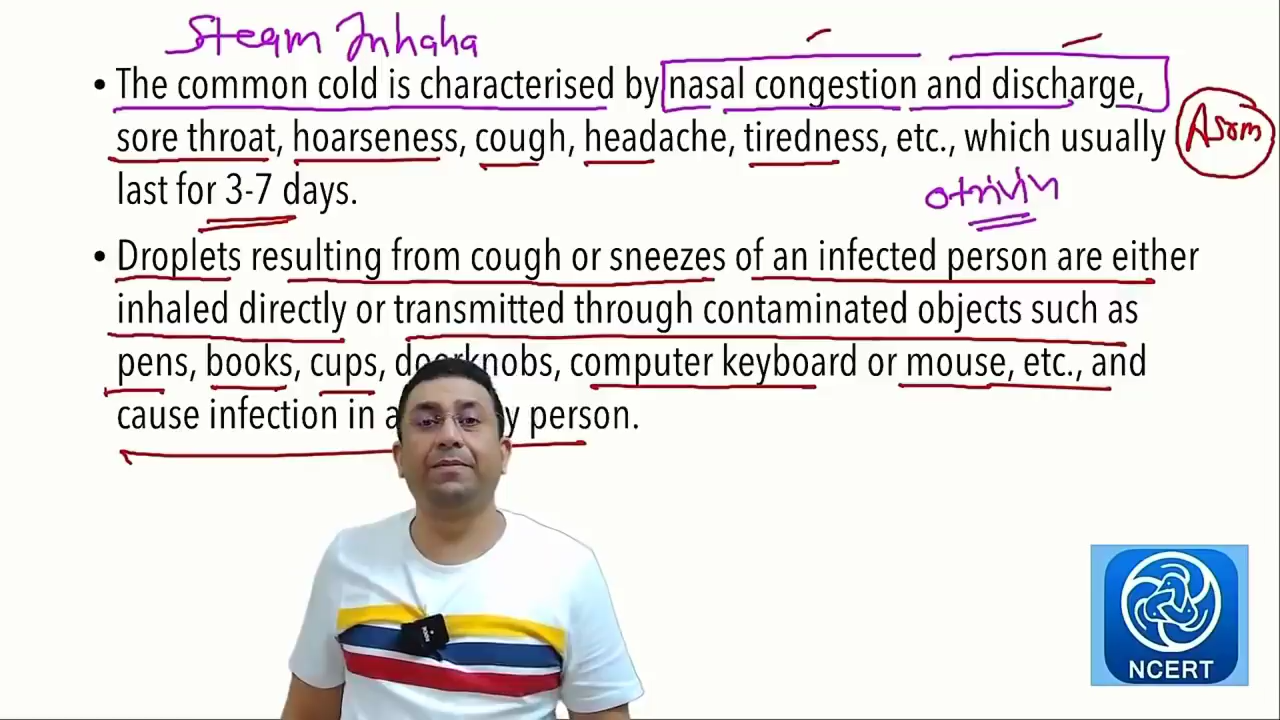 Steam Inhaha
• The common cold is characterised by nasal congestion and discharge,
sore throat, hoarseness, cough, headache, tiredness, etc., which usually
last for 3-7 days.
otrivin
• Droplets resulting from cough or sneezes of an infected person are either
inhaled directly or transmitted through contaminated objects such as
pens, books, cups, doorknobs, computer keyboard or mouse, etc., and
cause infection in a y person.
NCERT